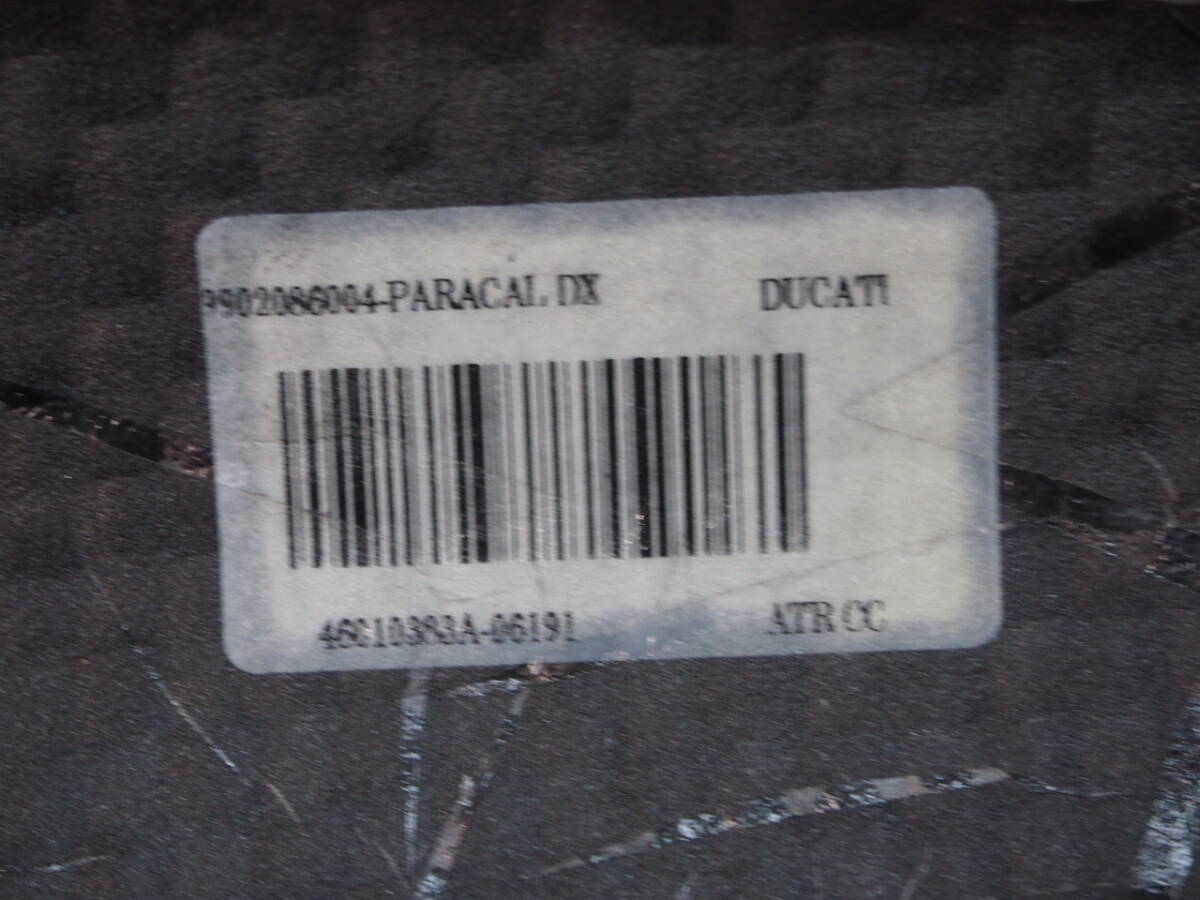 9902086004-PARACAL DX DUCATI
46010383A-06191 ATR CC